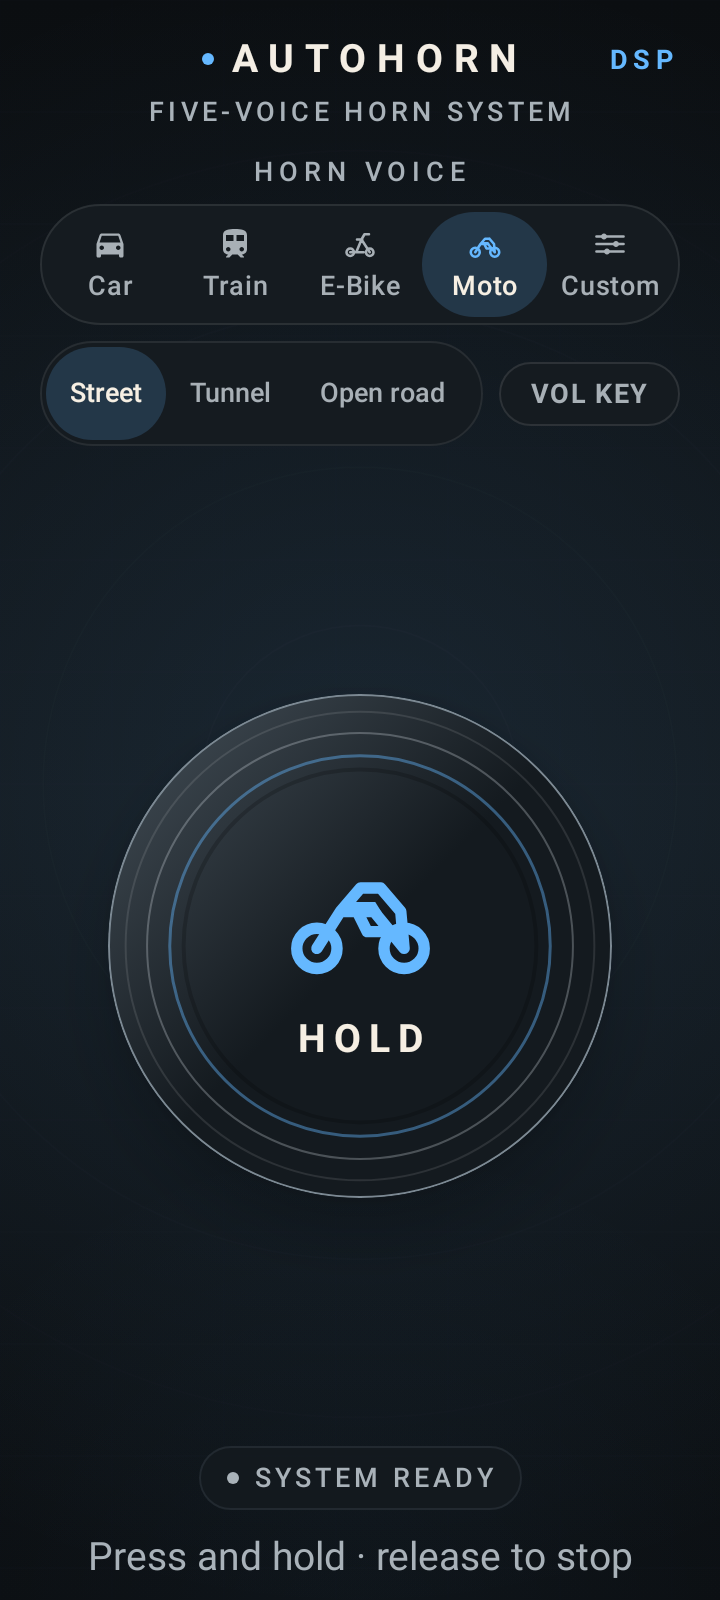 AUTOHORN DSP
FIVE-VOICE HORN SYSTEM
HORN VOICE
Car Train E-Bike Moto Custom
Street Tunnel Open road VOL KEY
HOLD
SYSTEM READY
Press and hold · release to stop